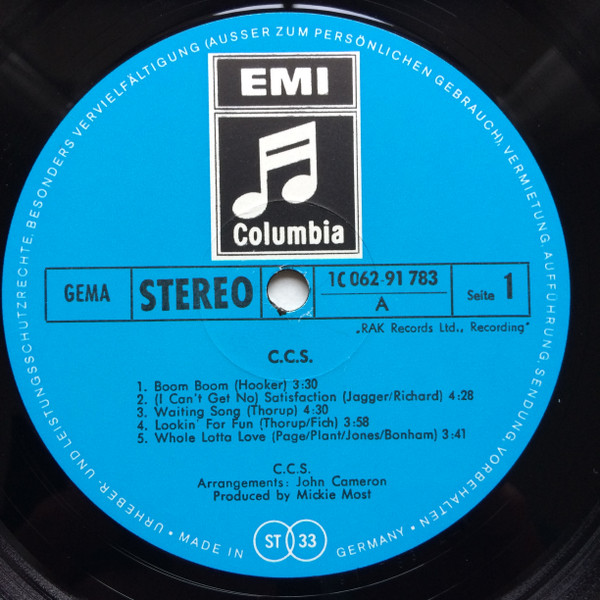 URHEBER- UND LEISTUNGSSCHUTZRECHTE, BESONDERS VERVIELFÄLTIGUNG (AUSSER ZUM PERSÖNLICHEN GEBRAUCH), VERMIETUNG, AUFFÜHRUNG, SENDUNG, VORBEHALTEN •
EMI
Columbia
GEMA
STEREO
1C 062-91 783
A
Seite 1
„RAK Records Ltd., Recording"
C.C.S.
1. Boom Boom (Hooker) 3:30
2. (I Can't Get No) Satisfaction (Jagger/Richard) 4:28
3. Waiting Song (Thorup) 4:30
4. Lookin' For Fun (Thorup/Fich) 3:58
5. Whole Lotta Love (Page/Plant/Jones/Bonham) 3:41
C.C.S.
Arrangements: John Cameron
Produced by Mickie Most
• MADE IN
ST 33
GERMANY •